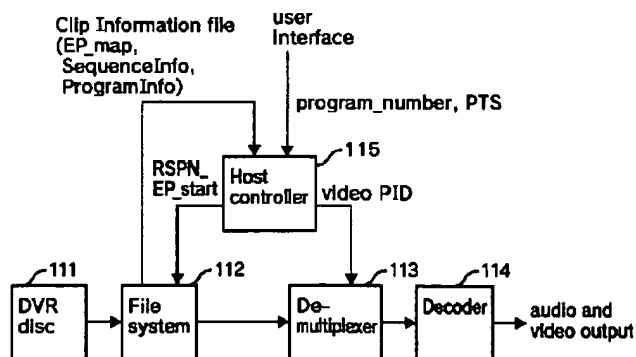 Clip Information file
(EP_map,
SequenceInfo,
ProgramInfo)
user
Interface
program_number, PTS
115
RSPN_
EP_start
Host
controller
video PID
111
DVR
disc
112
File
system
113
De-
multiplexer
114
Decoder
audio and
video output